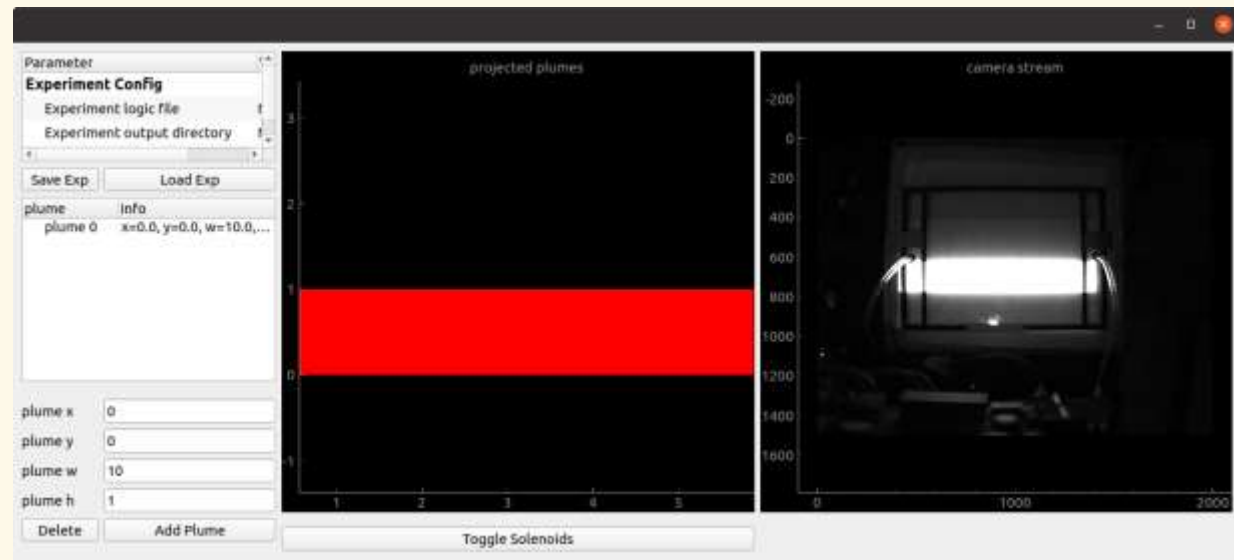 Parameter
Experiment Config
Experiment logic file
Experiment output directory
Save Exp Load Exp
plume Info
plume 0 x=0.0, y=0.0, w=10.0,...
plume x 0
plume y 0
plume w 10
plume h 1
Delete Add Plume
projected plumes
3
2
1
0
-1
1 2 3 4 5
Toggle Solenoids
camera stream
-200
0
200
400
600
800
1000
1200
1400
1600
0 1000 2000